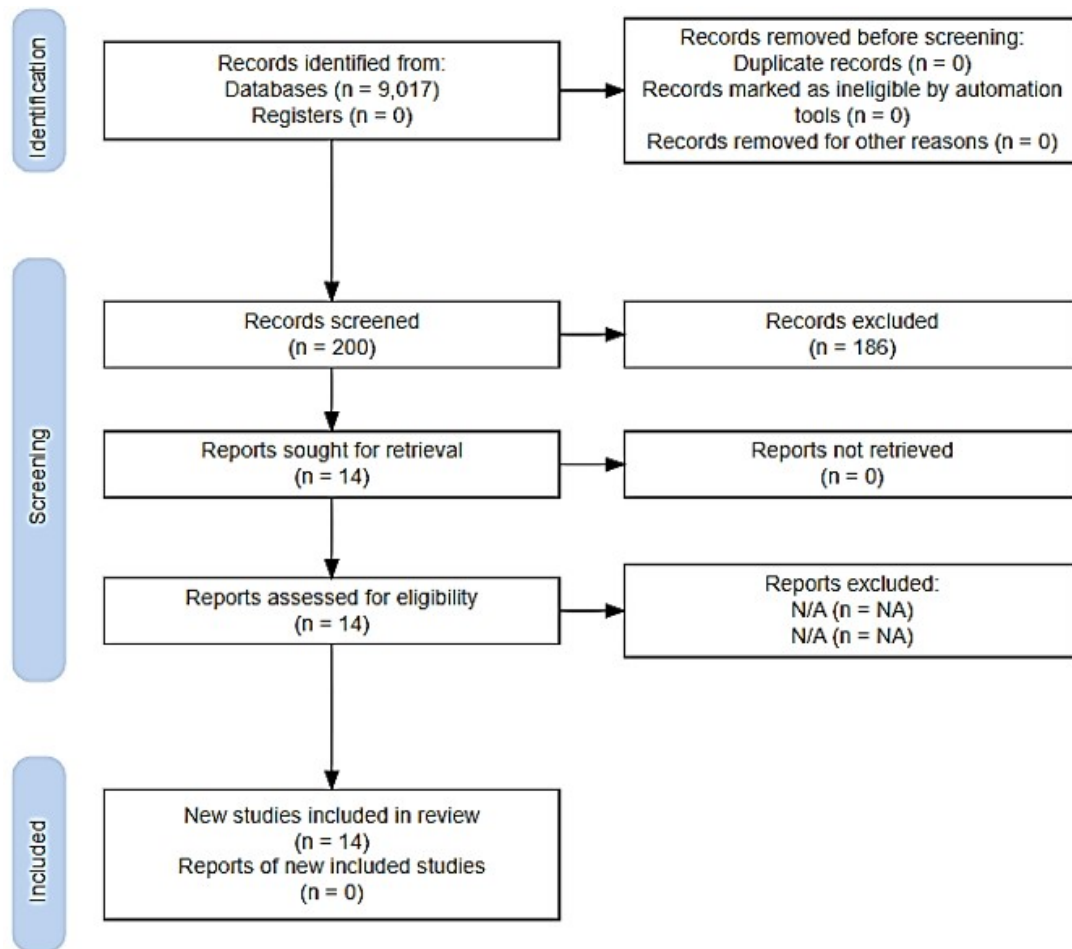 Identification
Records identified from:
Databases (n = 9,017)
Registers (n = 0)
Records removed before screening:
Duplicate records (n = 0)
Records marked as ineligible by automation
tools (n = 0)
Records removed for other reasons (n = 0)
Screening
Records screened
(n = 200)
Records excluded
(n = 186)
Reports sought for retrieval
(n = 14)
Reports not retrieved
(n = 0)
Reports assessed for eligibility
(n = 14)
Reports excluded:
N/A (n = NA)
N/A (n = NA)
Included
New studies included in review
(n = 14)
Reports of new included studies
(n = 0)